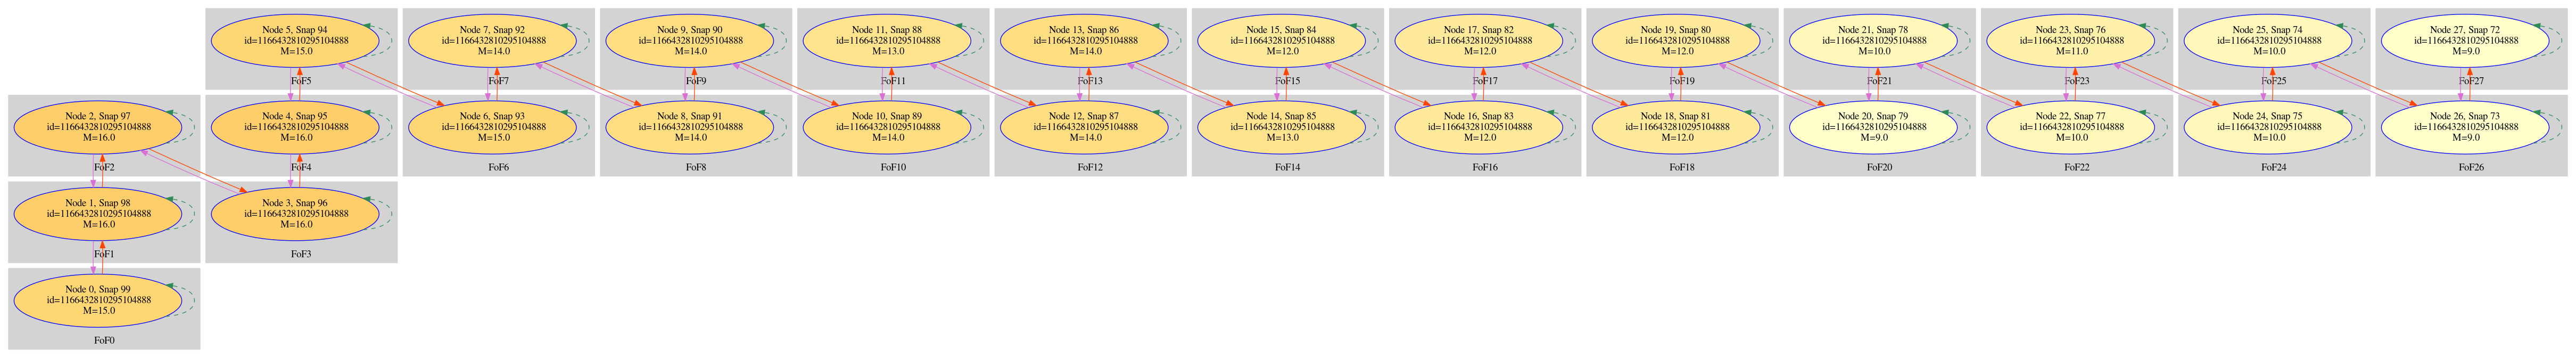 Node 5, Snap 94
id=1166432810295104888
M=15.0
FoF5
Node 7, Snap 92
id=1166432810295104888
M=14.0
FoF7
Node 9, Snap 90
id=1166432810295104888
M=14.0
FoF9
Node 11, Snap 88
id=1166432810295104888
M=13.0
FoF11
Node 13, Snap 86
id=1166432810295104888
M=14.0
FoF13
Node 15, Snap 84
id=1166432810295104888
M=12.0
FoF15
Node 17, Snap 82
id=1166432810295104888
M=12.0
FoF17
Node 19, Snap 80
id=1166432810295104888
M=12.0
FoF19
Node 21, Snap 78
id=1166432810295104888
M=10.0
FoF21
Node 23, Snap 76
id=1166432810295104888
M=11.0
FoF23
Node 25, Snap 74
id=1166432810295104888
M=10.0
FoF25
Node 27, Snap 72
id=1166432810295104888
M=9.0
FoF27
Node 2, Snap 97
id=1166432810295104888
M=16.0
FoF2
Node 4, Snap 95
id=1166432810295104888
M=16.0
FoF4
Node 6, Snap 93
id=1166432810295104888
M=15.0
FoF6
Node 8, Snap 91
id=1166432810295104888
M=14.0
FoF8
Node 10, Snap 89
id=1166432810295104888
M=14.0
FoF10
Node 12, Snap 87
id=1166432810295104888
M=14.0
FoF12
Node 14, Snap 85
id=1166432810295104888
M=13.0
FoF14
Node 16, Snap 83
id=1166432810295104888
M=12.0
FoF16
Node 18, Snap 81
id=1166432810295104888
M=12.0
FoF18
Node 20, Snap 79
id=1166432810295104888
M=9.0
FoF20
Node 22, Snap 77
id=1166432810295104888
M=10.0
FoF22
Node 24, Snap 75
id=1166432810295104888
M=10.0
FoF24
Node 26, Snap 73
id=1166432810295104888
M=9.0
FoF26
Node 1, Snap 98
id=1166432810295104888
M=16.0
FoF1
Node 3, Snap 96
id=1166432810295104888
M=16.0
FoF3
Node 0, Snap 99
id=1166432810295104888
M=15.0
FoF0